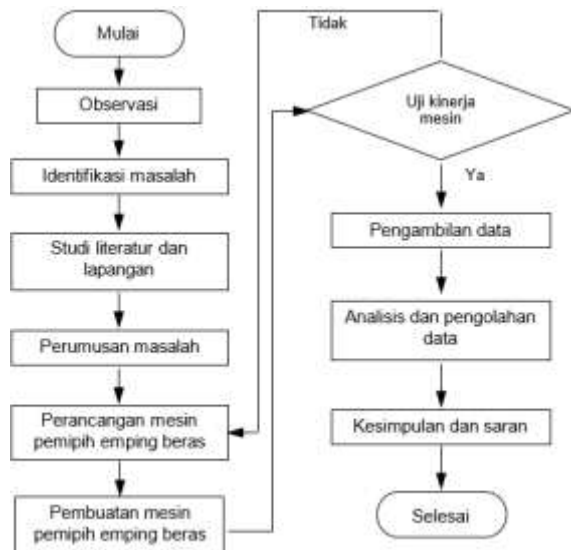 Mulai
Observasi
Identifikasi masalah
Studi literatur dan
lapangan
Perumusan masalah
Perancangan mesin
pemipih emping beras
Pembuatan mesin
pemipih emping beras
Tidak
Uji kinerja
mesin
Ya
Pengambilan data
Analisis dan pengolahan
data
Kesimpulan dan saran
Selesai